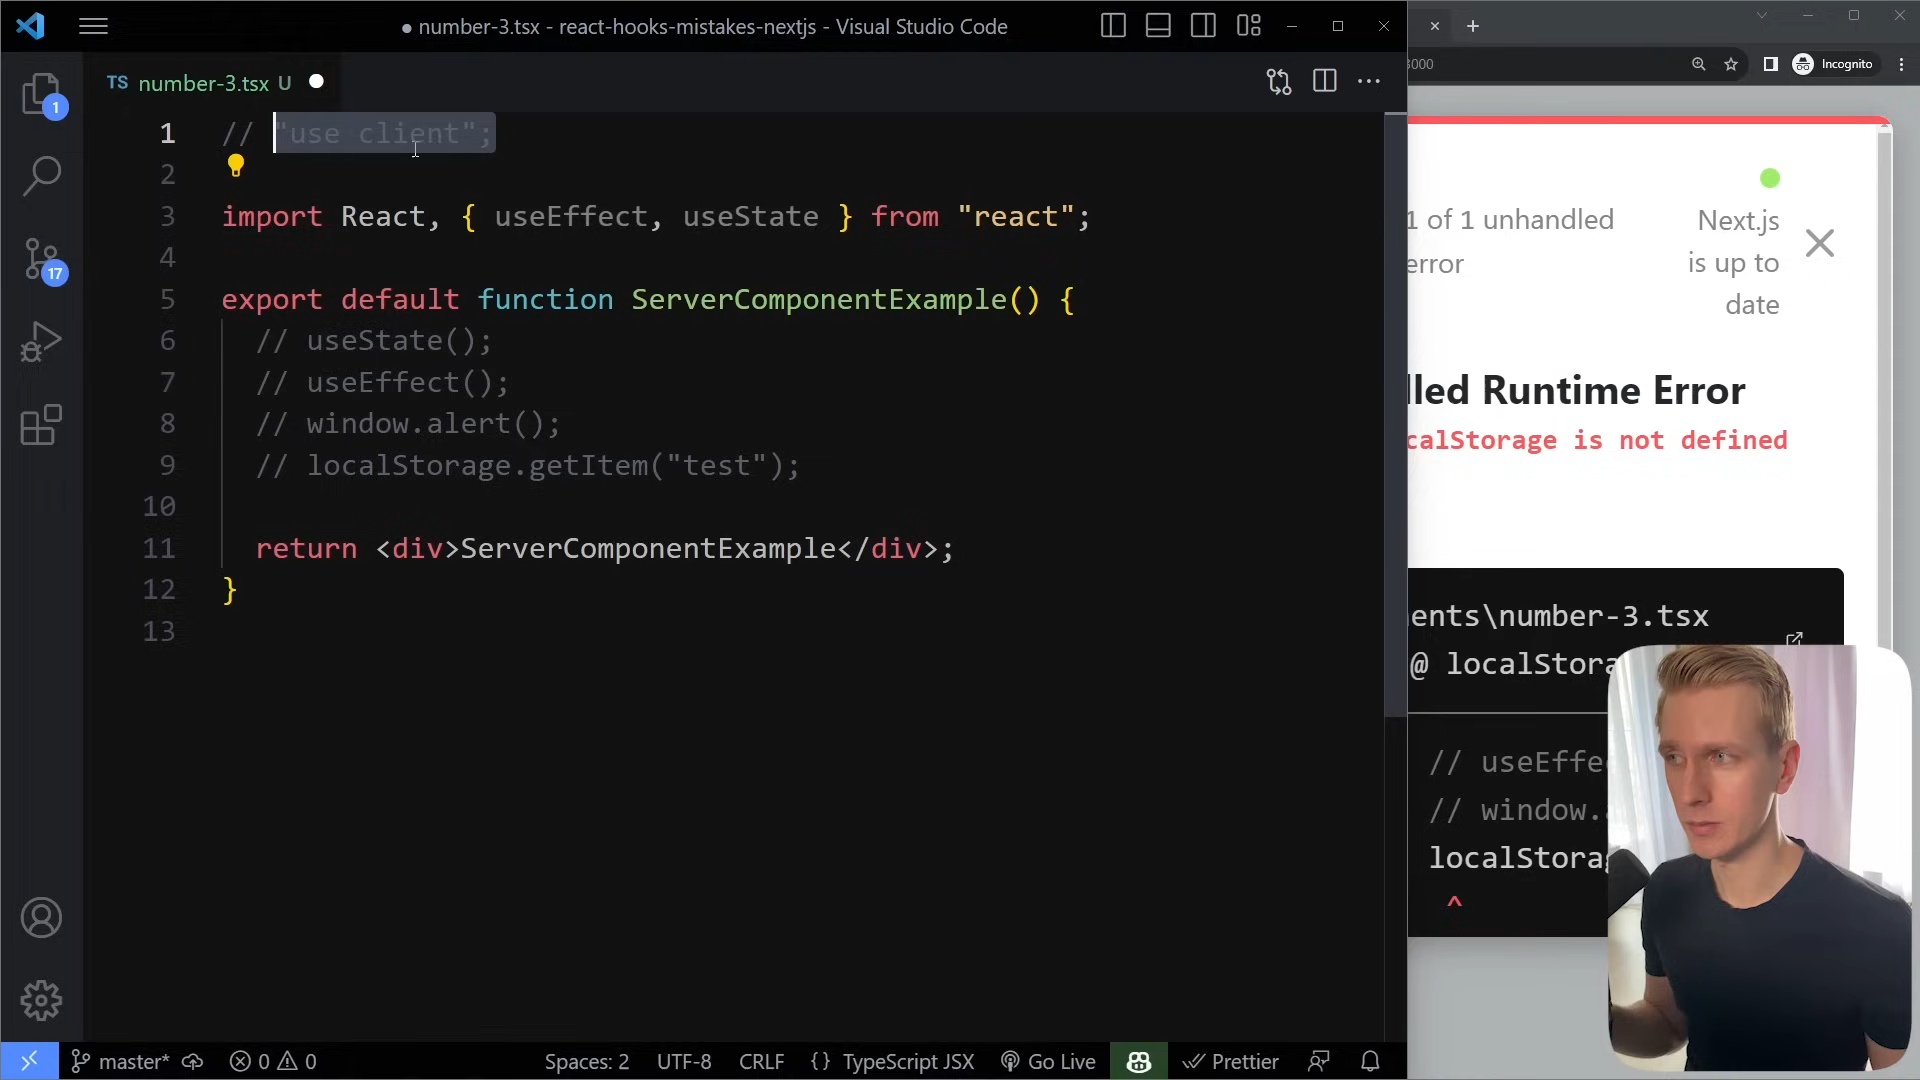 ● number-3.tsx - react-hooks-mistakes-nextjs - Visual Studio Code
TS number-3.tsx U
1
17
1 // "use client";
2
3 import React, { useEffect, useState } from "react";
4
5 export default function ServerComponentExample() {
6 // useState();
7 // useEffect();
8 // window.alert();
9 // localStorage.getItem("test");
10
11 return <div>ServerComponentExample</div>;
12 }
13
master* 0 0 Spaces: 2 UTF-8 CRLF {} TypeScript JSX Go Live Prettier
3000 Incognito
1 of 1 unhandled
error
Next.js
is up to
date
lled Runtime Error
calStorage is not defined
ents\number-3.tsx
@ localStora
// useEffe
// window.
localStorag
^